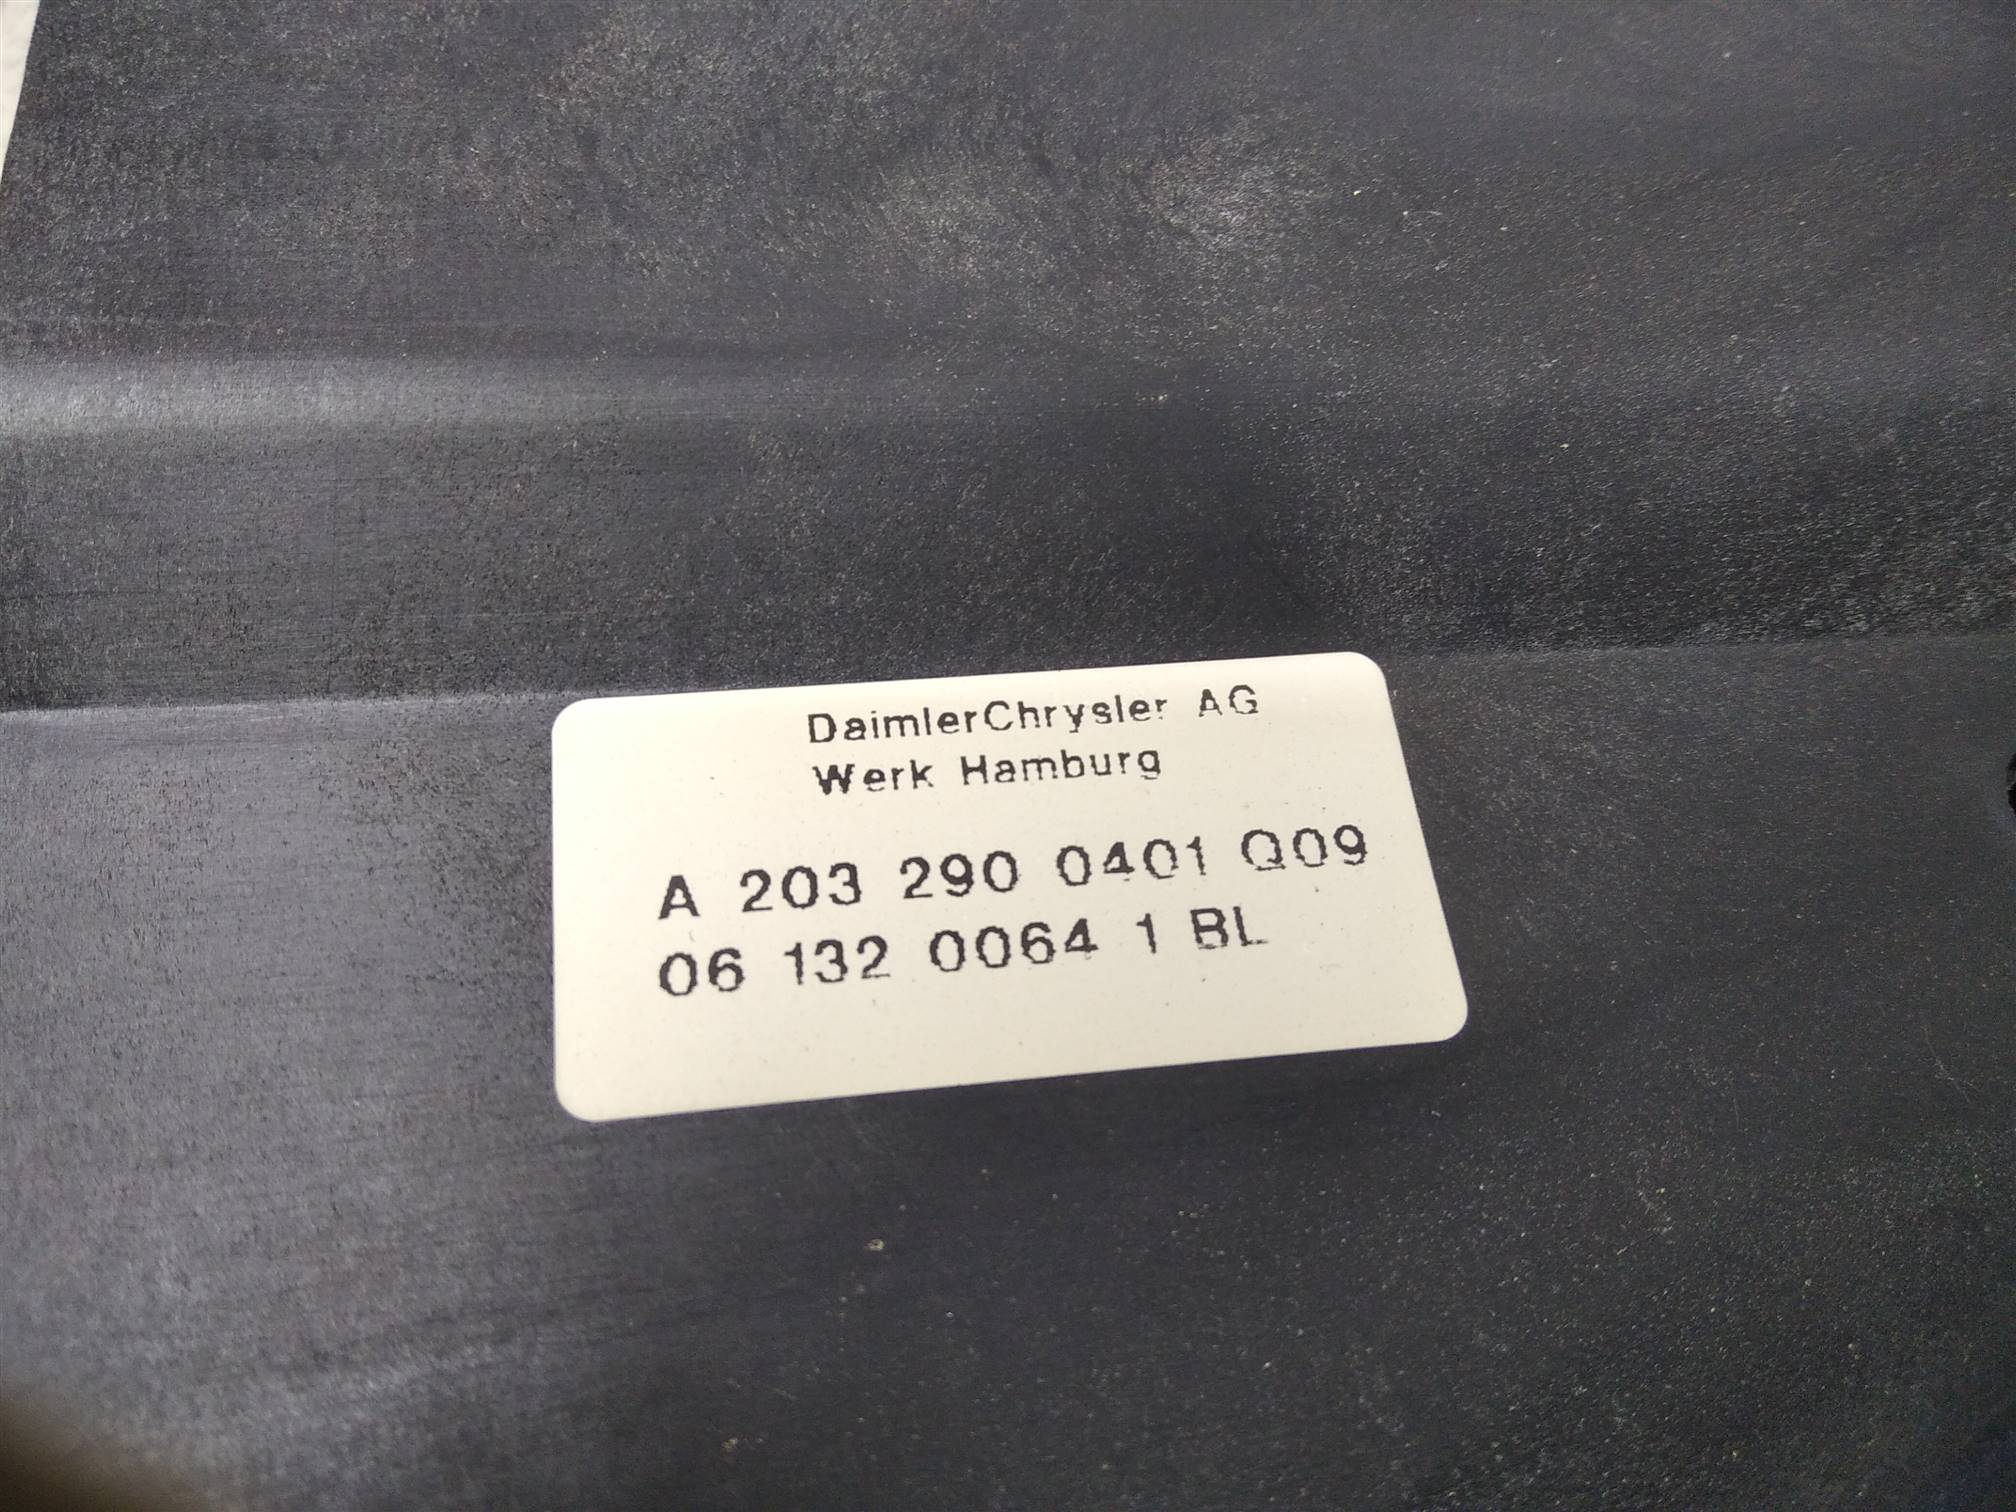 DaimlerChrysler AG
Werk Hamburg
A 203 290 0401 Q09
06 132 0064 1 BL